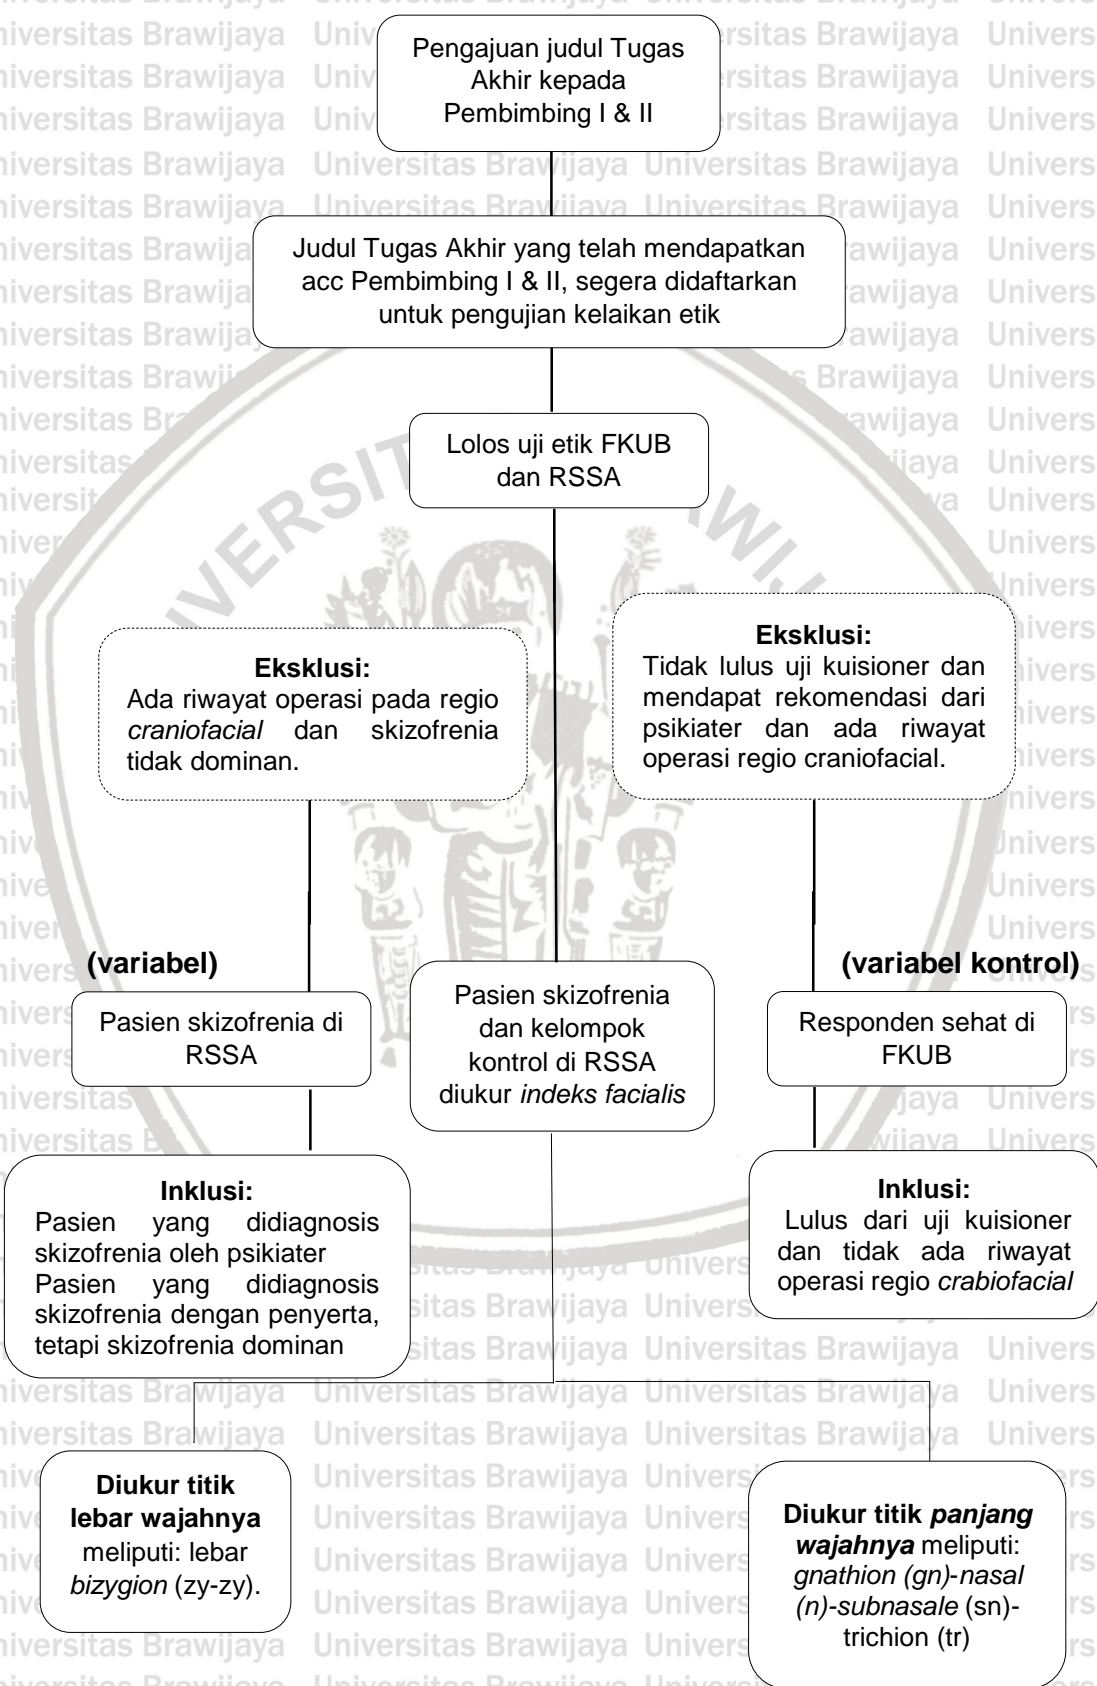 Pengajuan judul Tugas
Akhir kepada
Pembimbing I & II
Judul Tugas Akhir yang telah mendapatkan
acc Pembimbing I & II, segera didaftarkan
untuk pengujian kelaikan etik
Lolos uji etik FKUB
dan RSSA
Eksklusi:
Ada riwayat operasi pada regio
craniofacial dan skizofrenia
tidak dominan.
Eksklusi:
Tidak lulus uji kuisioner dan
mendapat rekomendasi dari
psikiater dan ada riwayat
operasi regio craniofacial.
(variabel)
Pasien skizofrenia di
RSSA
Pasien skizofrenia
dan kelompok
kontrol di RSSA
diukur indeks facialis
(variabel kontrol)
Responden sehat di
FKUB
Inklusi:
Pasien yang didiagnosis
skizofrenia oleh psikiater
Pasien yang didiagnosis
skizofrenia dengan penyerta,
tetapi skizofrenia dominan
Inklusi:
Lulus dari uji kuisioner
dan tidak ada riwayat
operasi regio crabiofacial
Diukur titik
lebar wajahnya
meliputi: lebar
bizygion (zy-zy).
Diukur titik panjang
wajahnya meliputi:
gnathion (gn)-nasal
(n)-subnasale (sn)-
trichion (tr)